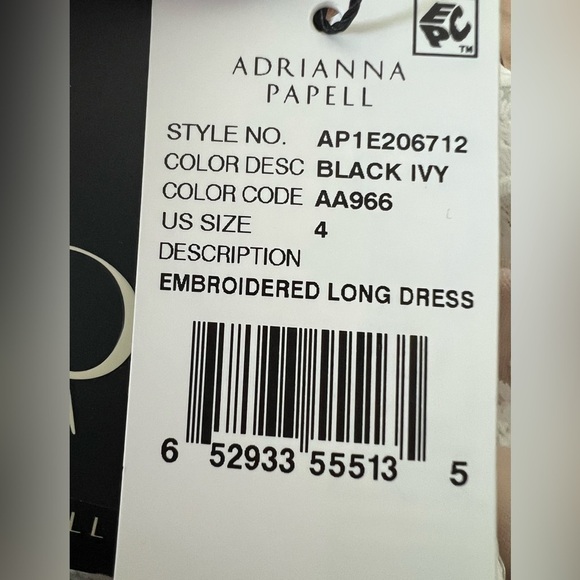 EPC
TM
ADRIANNA
PAPELL
STYLE NO. AP1E206712
COLOR DESC BLACK IVY
COLOR CODE AA966
US SIZE 4
DESCRIPTION
EMBROIDERED LONG DRESS
6 52933 55513 5